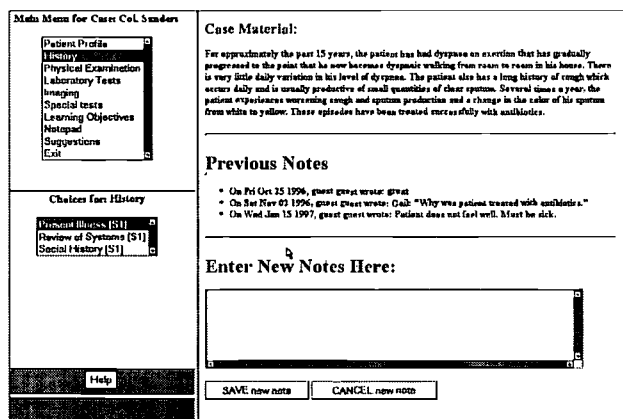 Main Menu for Case: Col. Sanders
Patient Profile
History
Physical Examination
Laboratory Tests
Imaging
Special tests
Learning Objectives
Notepad
Suggestions
Exit
Choices for: History
Present Illness [S1]
Review of Systems [S1]
Social History [S1]
Help
Case Material:
For approximately the past 15 years, the patient has had dyspnea on exertion that has gradually
progressed to the point that he now becomes dyspneic walking from room to room in his house. There
is very little daily variation in his level of dyspnea. The patient also has a long history of cough which
occurs daily and is usually productive of small quantities of clear sputum. Several times a year, the
patient experiences worsening cough and sputum production and a change in the color of his sputum
from white to yellow. These episodes have been treated successfully with antibiotics.
Previous Notes
• On Fri Oct 25 1996, guest guest wrote: great
• On Sat Nov 02 1996, guest guest wrote: Gail: "Why was patient treated with antibiotics."
• On Wed Jan 15 1997, guest guest wrote: Patient does not feel well. Must be sick.
Enter New Notes Here:
SAVE new note
CANCEL new note